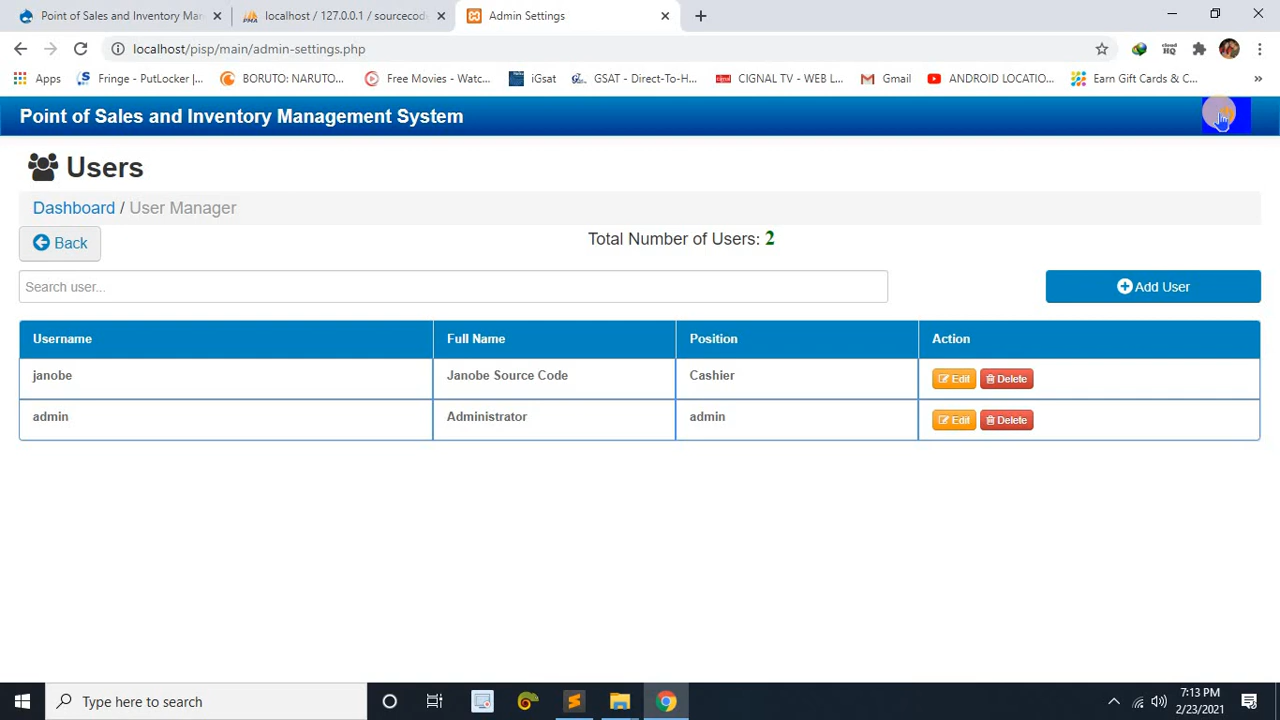 Point of Sales and Inventory Mar
localhost / 127.0.0.1 / sourcecod
Admin Settings
localhost/pisp/main/admin-settings.php
Apps
Fringe - PutLocker |...
BORUTO: NARUTO...
Free Movies - Watc...
iGsat
GSAT - Direct-To-H...
CIGNAL TV - WEB L...
Gmail
ANDROID LOCATIO...
Earn Gift Cards & C...
Point of Sales and Inventory Management System
Users
Dashboard / User Manager
Back
Total Number of Users: 2
Search user...
Add User
Username Full Name Position Action
janobe Janobe Source Code Cashier Edit Delete
admin Administrator admin Edit Delete
Type here to search
7:13 PM
2/23/2021